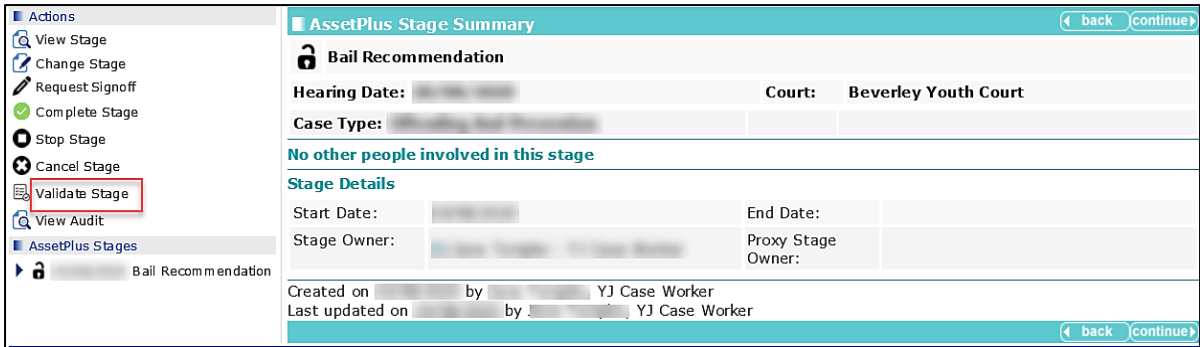 Actions
View Stage
Change Stage
Request Signoff
Complete Stage
Stop Stage
Cancel Stage
Validate Stage
View Audit
AssetPlus Stages
Bail Recommendation
AssetPlus Stage Summary
back continue
Bail Recommendation
Hearing Date: Court: Beverley Youth Court
Case Type:
No other people involved in this stage
Stage Details
Start Date: End Date:
Stage Owner: Proxy Stage
Owner:
Created on by , YJ Case Worker
Last updated on by , YJ Case Worker
back continue